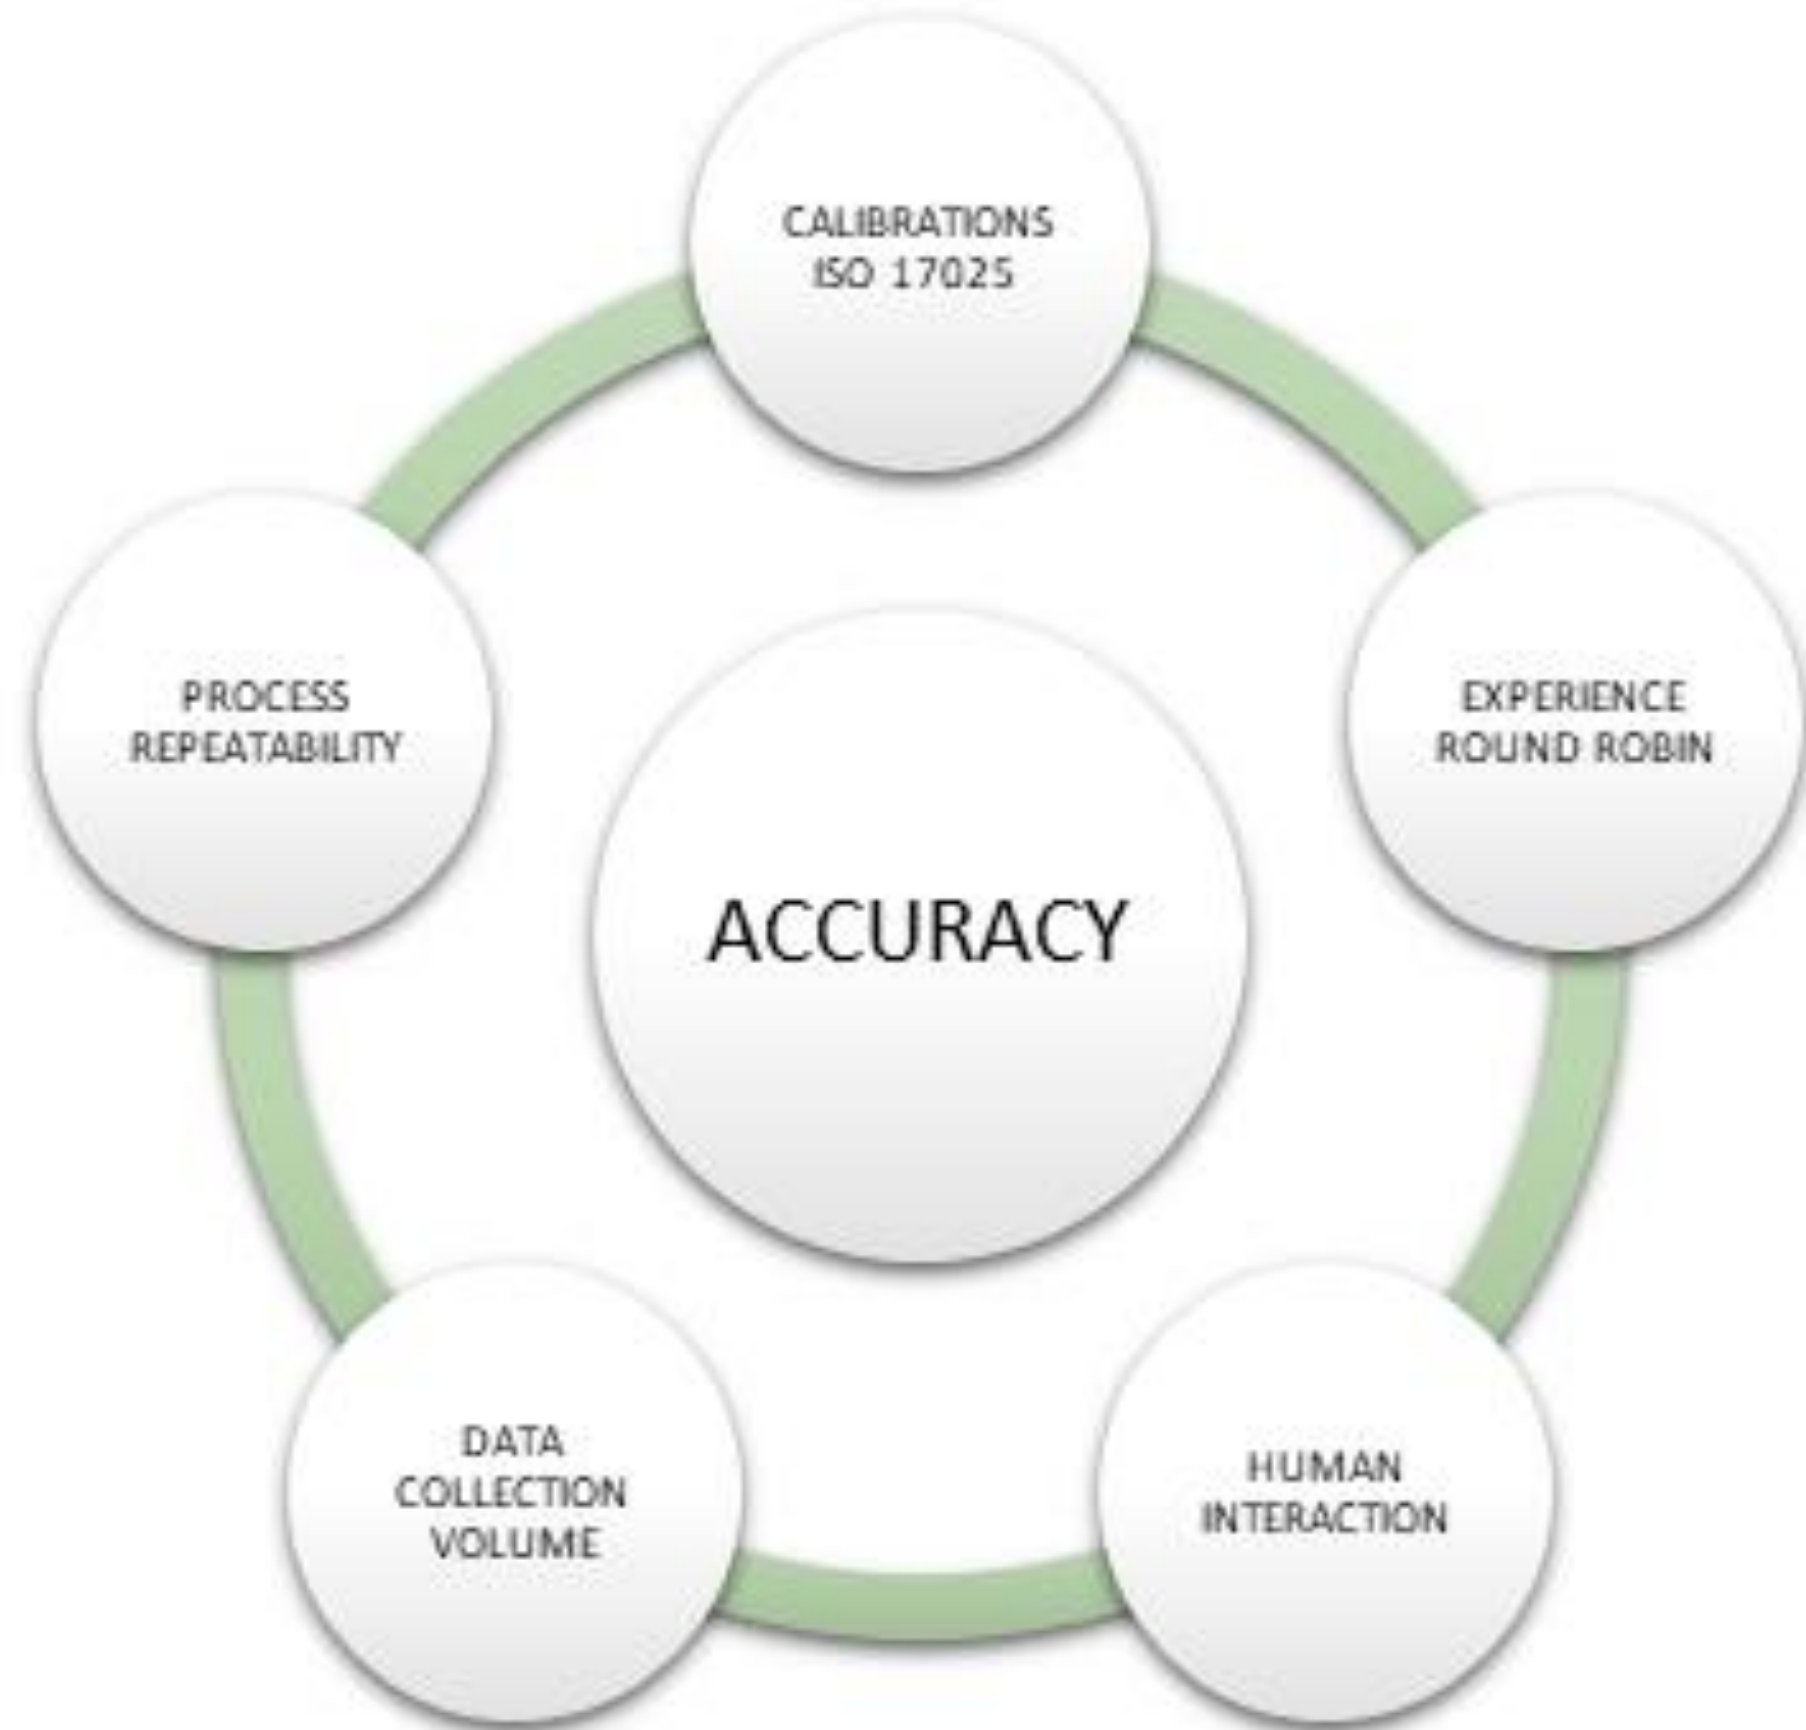 CALIBRATIONS
ISO 17025
EXPERIENCE
ROUND ROBIN
HUMAN
INTERACTION
DATA
COLLECTION
VOLUME
PROCESS
REPEATABILITY
ACCURACY